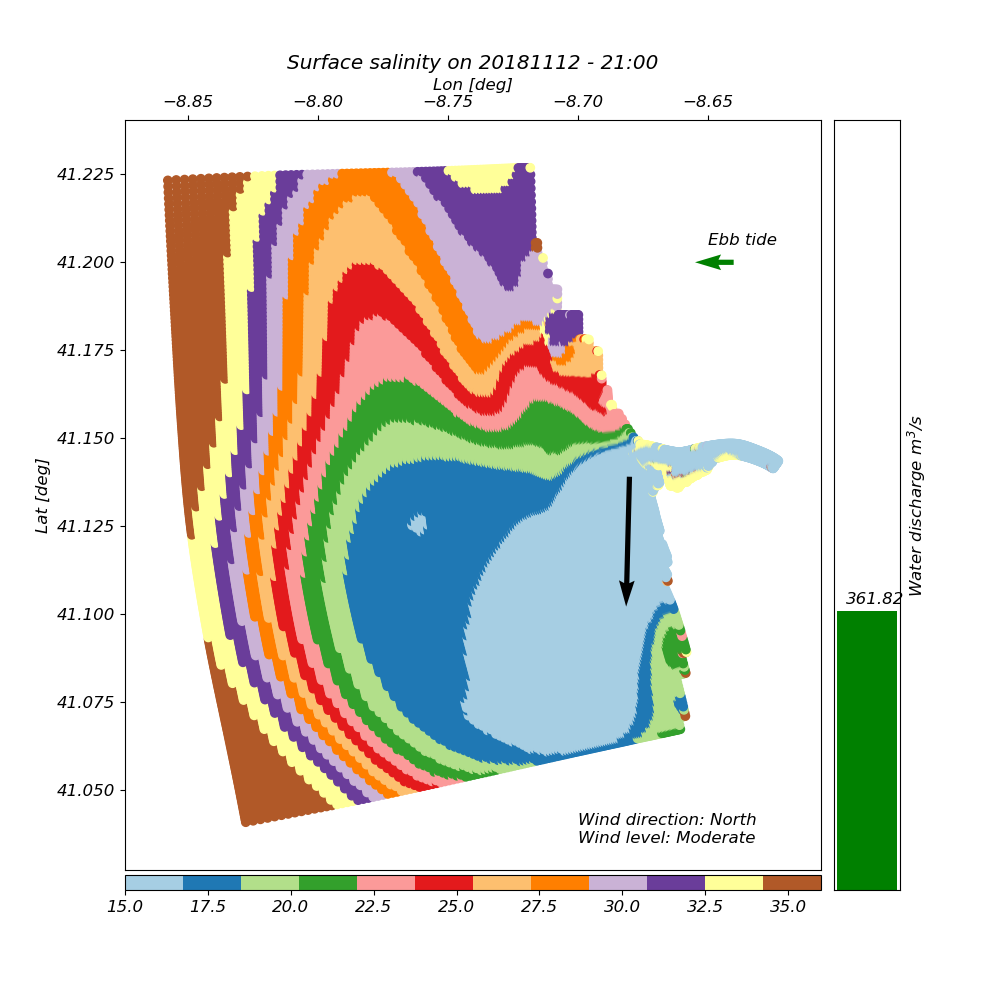 Surface salinity on 20181112 - 21:00
Lon [deg]
−8.85 −8.80 −8.75 −8.70 −8.65
41.225
41.200
41.175
41.150
41.125
41.100
41.075
41.050
Lat [deg]
Ebb tide
Water discharge m³/s
361.82
Wind direction: North
Wind level: Moderate
15.0 17.5 20.0 22.5 25.0 27.5 30.0 32.5 35.0